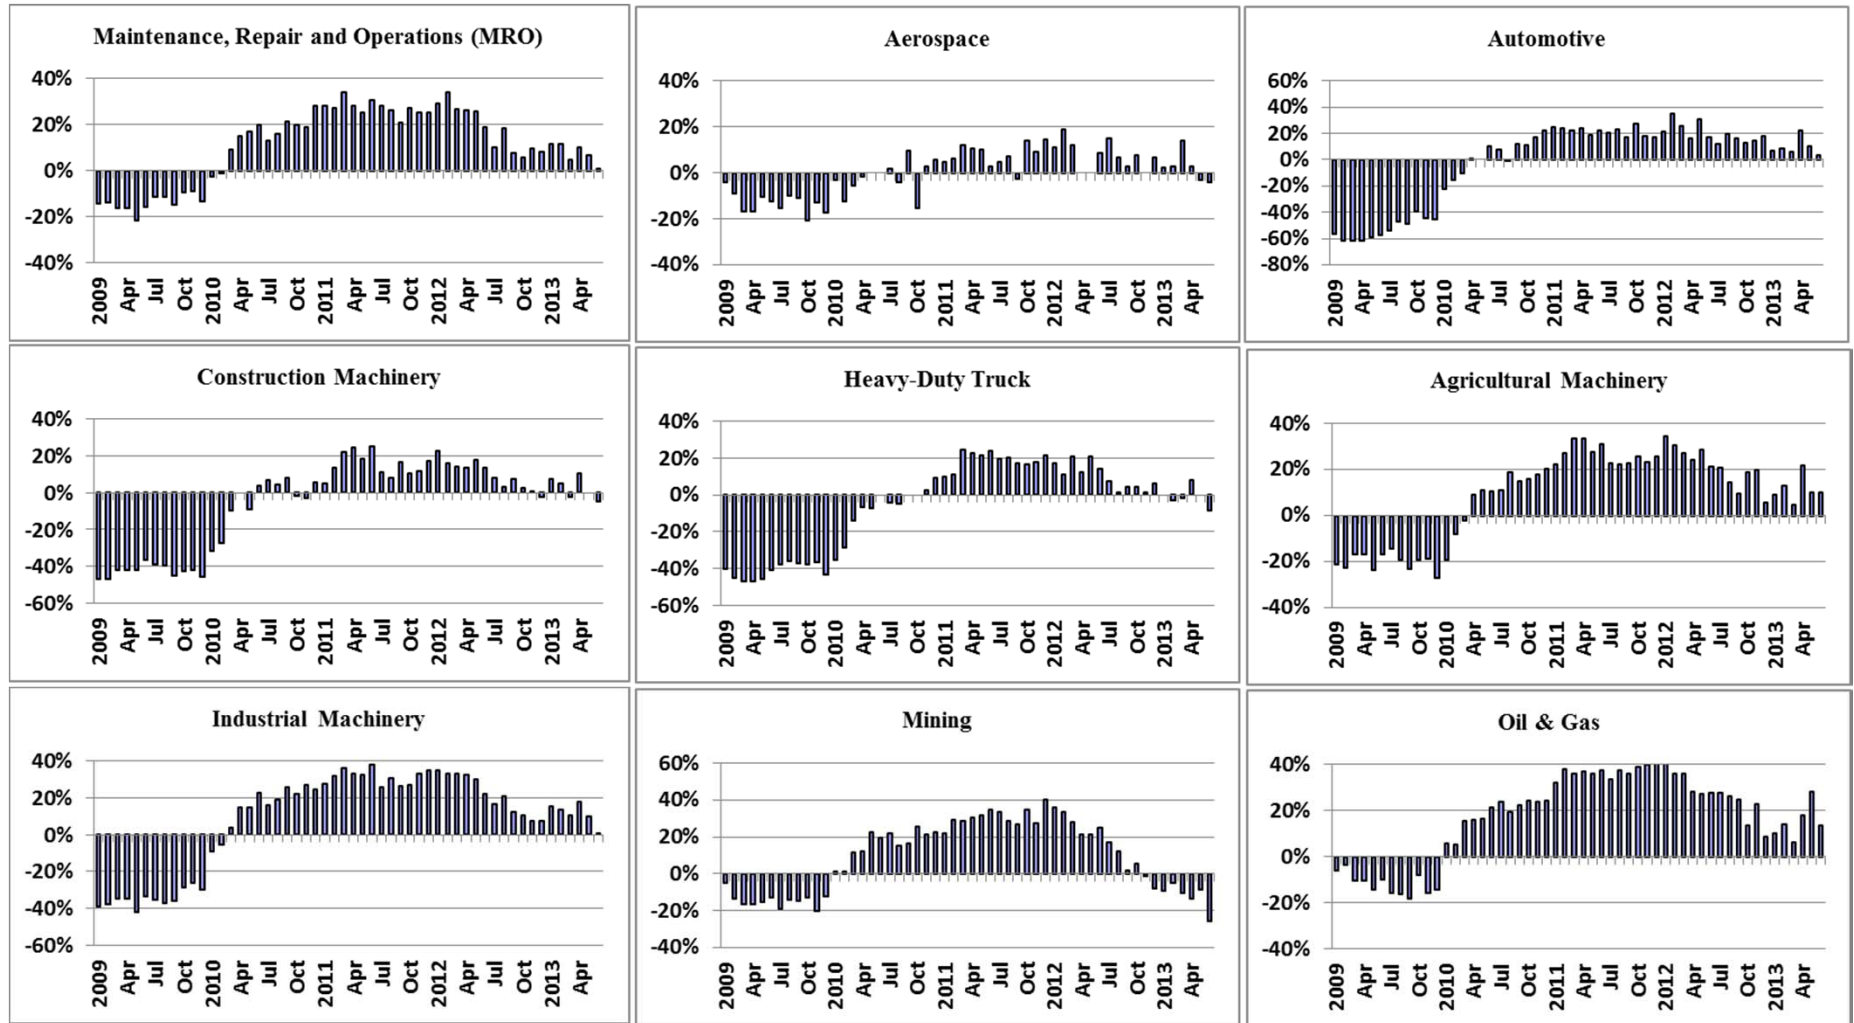 Maintenance, Repair and Operations (MRO)
40%
20%
0%
-20%
-40%
2009 Apr Jul Oct 2010 Apr Jul Oct 2011 Apr Jul Oct 2012 Apr Jul Oct 2013 Apr
Aerospace
40%
20%
0%
-20%
-40%
2009 Apr Jul Oct 2010 Apr Jul Oct 2011 Apr Jul Oct 2012 Apr Jul Oct 2013 Apr
Automotive
60%
40%
20%
0%
-20%
-40%
-60%
-80%
2009 Apr Jul Oct 2010 Apr Jul Oct 2011 Apr Jul Oct 2012 Apr Jul Oct 2013 Apr
Construction Machinery
40%
20%
0%
-20%
-40%
-60%
2009 Apr Jul Oct 2010 Apr Jul Oct 2011 Apr Jul Oct 2012 Apr Jul Oct 2013 Apr
Heavy-Duty Truck
40%
20%
0%
-20%
-40%
-60%
2009 Apr Jul Oct 2010 Apr Jul Oct 2011 Apr Jul Oct 2012 Apr Jul Oct 2013 Apr
Agricultural Machinery
40%
20%
0%
-20%
-40%
2009 Apr Jul Oct 2010 Apr Jul Oct 2011 Apr Jul Oct 2012 Apr Jul Oct 2013 Apr
Industrial Machinery
40%
20%
0%
-20%
-40%
-60%
2009 Apr Jul Oct 2010 Apr Jul Oct 2011 Apr Jul Oct 2012 Apr Jul Oct 2013 Apr
Mining
60%
40%
20%
0%
-20%
-40%
2009 Apr Jul Oct 2010 Apr Jul Oct 2011 Apr Jul Oct 2012 Apr Jul Oct 2013 Apr
Oil & Gas
40%
20%
0%
-20%
-40%
2009 Apr Jul Oct 2010 Apr Jul Oct 2011 Apr Jul Oct 2012 Apr Jul Oct 2013 Apr